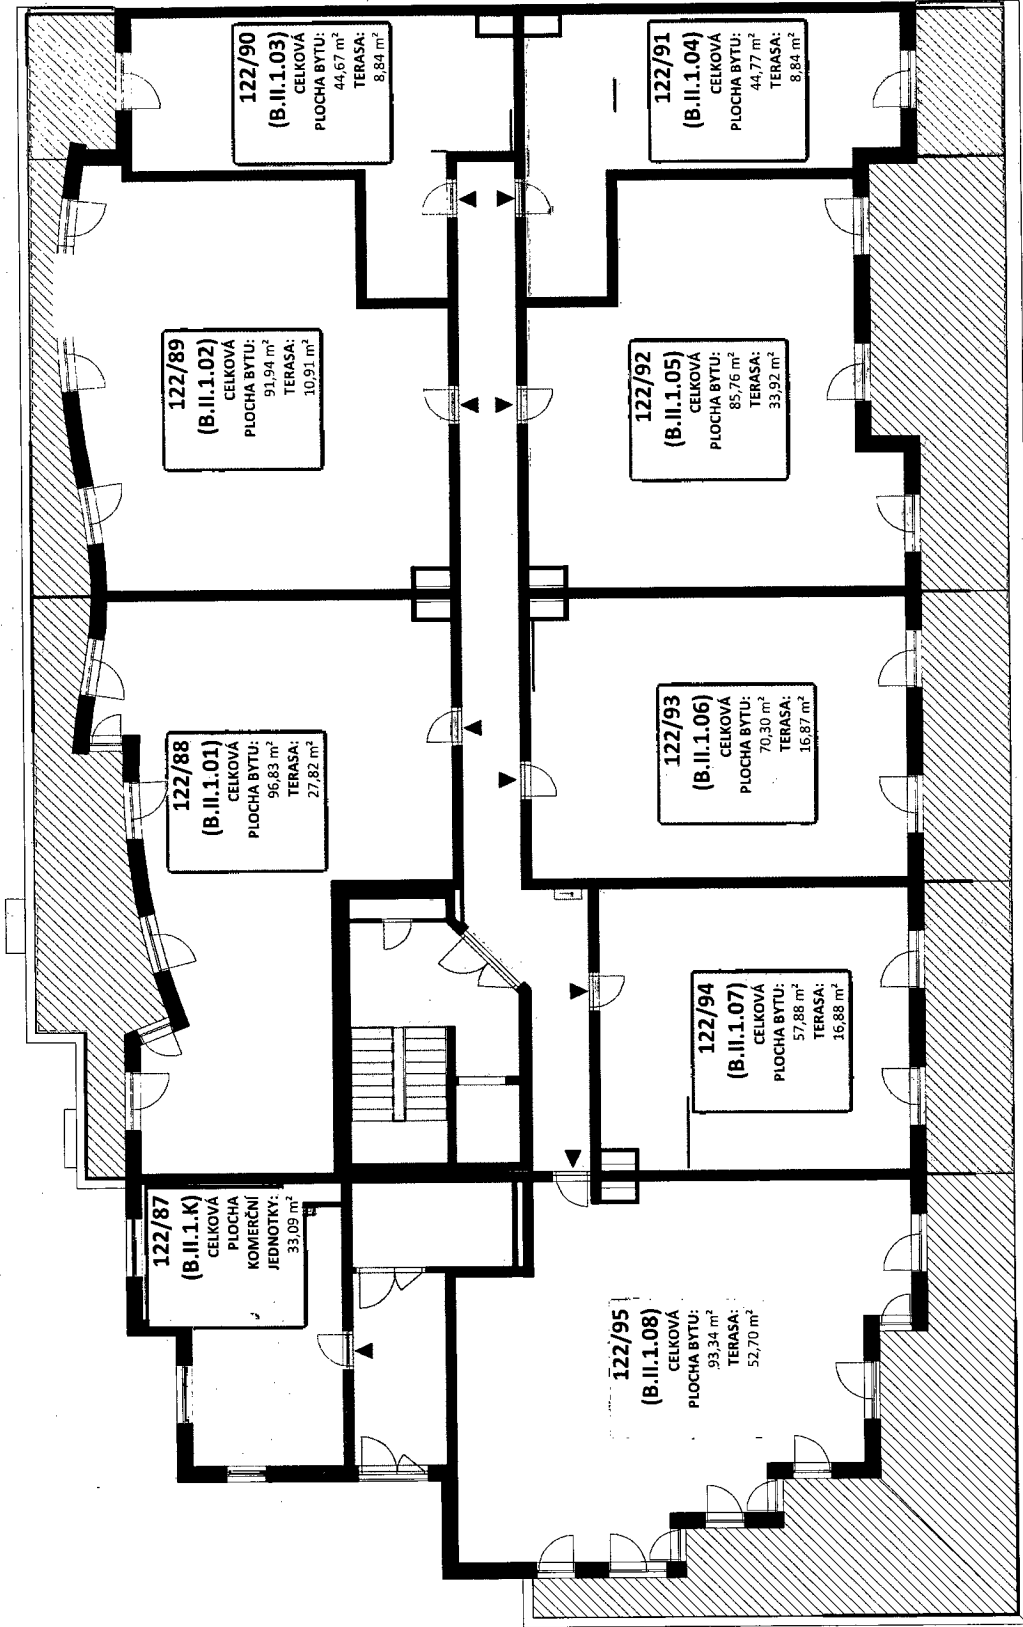 122/90
(B.II.1.03)
CELKOVÁ
PLOCHA BYTU:
44,67 m²
TERASA:
8,84 m²
122/91
(B.II.1.04)
CELKOVÁ
PLOCHA BYTU:
44,77 m²
TERASA:
8,84 m²
122/89
(B.II.1.02)
CELKOVÁ
PLOCHA BYTU:
91,94 m²
TERASA:
10,91 m²
122/92
(B.II.1.05)
CELKOVÁ
PLOCHA BYTU:
85,76 m²
TERASA:
33,92 m²
122/88
(B.II.1.01)
CELKOVÁ
PLOCHA BYTU:
96,83 m²
TERASA:
27,82 m²
122/93
(B.II.1.06)
CELKOVÁ
PLOCHA BYTU:
70,30 m²
TERASA:
16,87 m²
122/94
(B.II.1.07)
CELKOVÁ
PLOCHA BYTU:
57,88 m²
TERASA:
16,88 m²
122/87
(B.II.1.K)
CELKOVÁ
PLOCHA
KOMERČNÍ
JEDNOTKY:
33,09 m²
122/95
(B.II.1.08)
CELKOVÁ
PLOCHA BYTU:
93,34 m²
TERASA:
52,70 m²